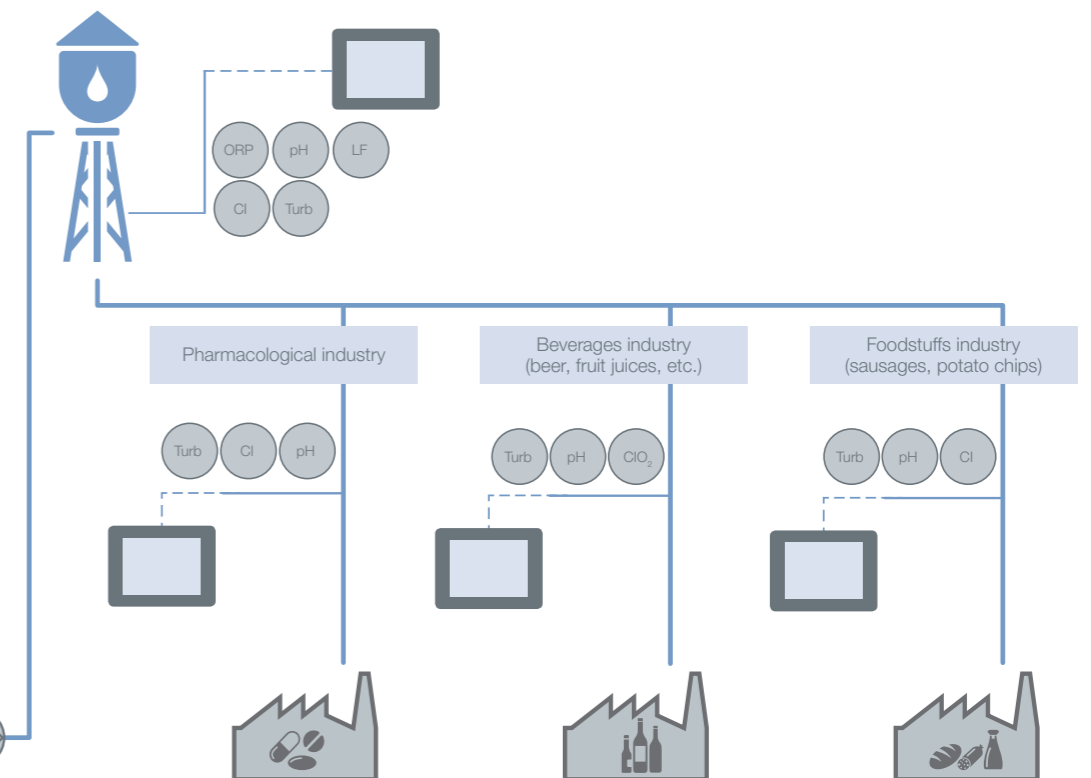 ORP pH LF
Cl Turb
Pharmacological industry
Beverages industry
(beer, fruit juices, etc.)
Foodstuffs industry
(sausages, potato chips)
Turb Cl pH
Turb pH ClO₂
Turb pH Cl